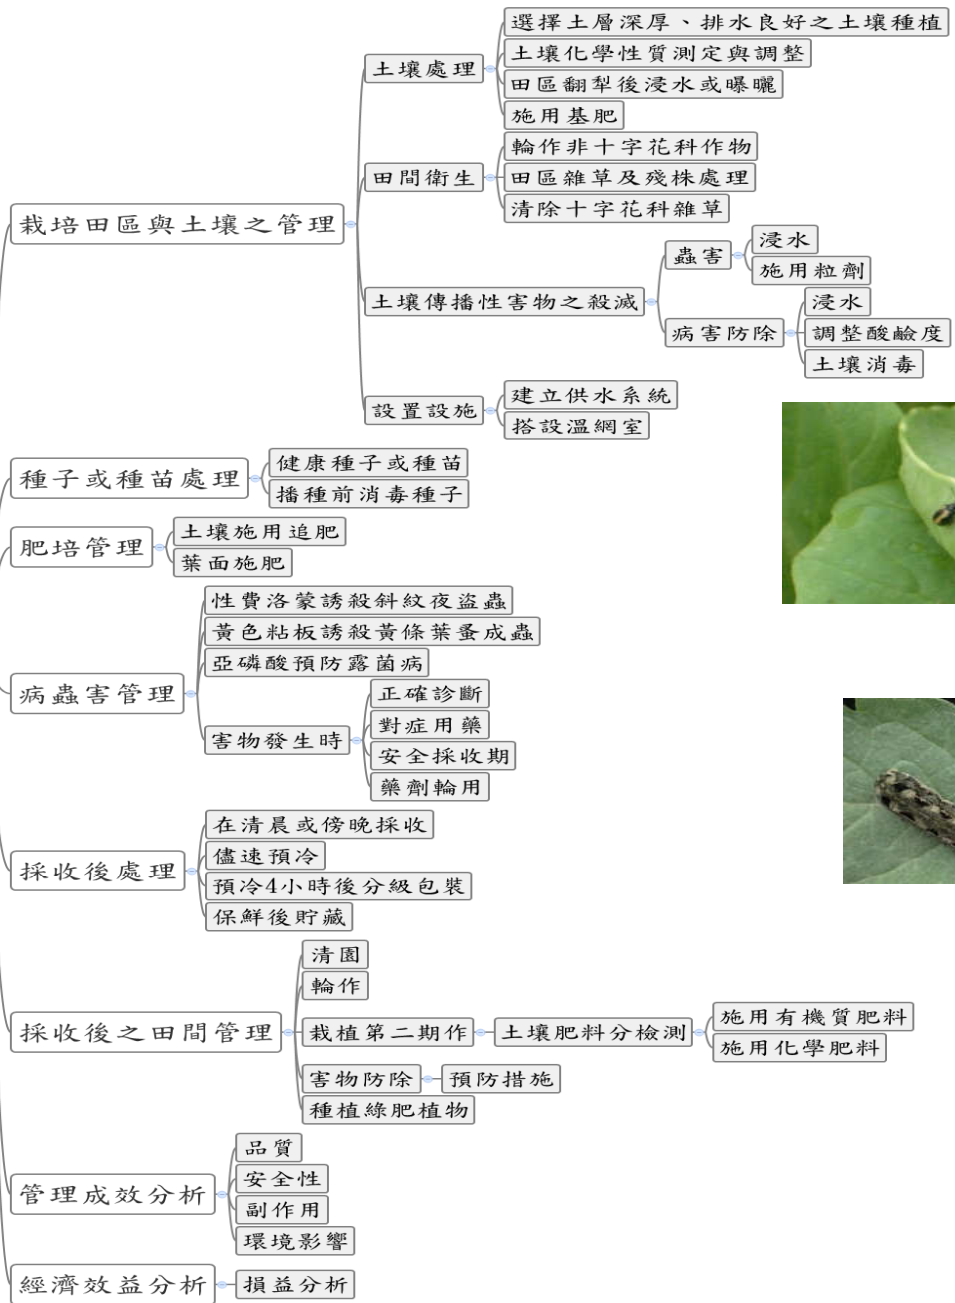 選擇土層深厚、排水良好之土壤種植
土壤化學性質測定與調整
土壤處理
田區翻犁後浸水或曝曬
施用基肥
輪作非十字花科作物
田間衛生
田區雜草及殘株處理
清除十字花科雜草
栽培田區與土壤之管理
浸水
蟲害
施用粒劑
土壤傳播性害物之殺滅
浸水
病害防除
調整酸鹼度
土壤消毒
建立供水系統
設置設施
搭設溫網室
健康種子或種苗
種子或種苗處理
播種前消毒種子
土壤施用追肥
肥培管理
葉面施肥
性費洛蒙誘殺斜紋夜盜蟲
黃色粘板誘殺黃條葉蚤成蟲
亞磷酸預防露菌病
病蟲害管理
正確診斷
對症用藥
害物發生時
安全採收期
藥劑輪用
在清晨或傍晚採收
儘速預冷
採收後處理
預冷4小時後分級包裝
保鮮後貯藏
清園
輪作
採收後之田間管理
栽植第二期作
土壤肥料分檢測
施用有機質肥料
施用化學肥料
害物防除
預防措施
種植綠肥植物
品質
安全性
管理成效分析
副作用
環境影響
經濟效益分析
損益分析